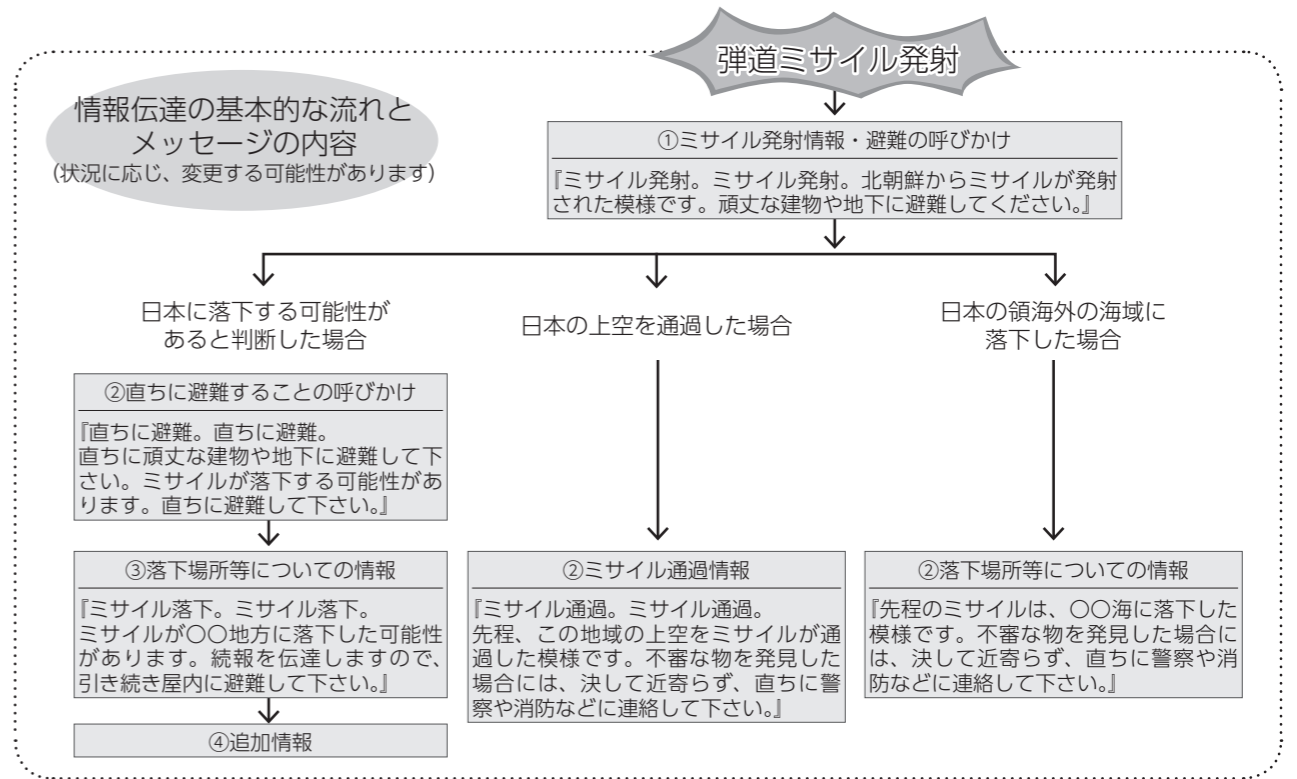 弾道ミサイル発射
情報伝達の基本的な流れと
メッセージの内容
(状況に応じ、変更する可能性があります)
①ミサイル発射情報・避難の呼びかけ
『ミサイル発射。ミサイル発射。北朝鮮からミサイルが発射
された模様です。頑丈な建物や地下に避難してください。』
日本に落下する可能性が
あると判断した場合
日本の上空を通過した場合
日本の領海外の海域に
落下した場合
②直ちに避難することの呼びかけ
『直ちに避難。直ちに避難。
直ちに頑丈な建物や地下に避難して下
さい。ミサイルが落下する可能性があ
ります。直ちに避難して下さい。』
③落下場所等についての情報
『ミサイル落下。ミサイル落下。
ミサイルが〇〇地方に落下した可能性
があります。続報を伝達しますので、
引き続き屋内に避難して下さい。』
④追加情報
②ミサイル通過情報
『ミサイル通過。ミサイル通過。
先程、この地域の上空をミサイルが通
過した模様です。不審な物を発見した
場合には、決して近寄らず、直ちに警
察や消防などに連絡して下さい。』
②落下場所等についての情報
『先程のミサイルは、〇〇海に落下した
模様です。不審な物を発見した場合に
は、決して近寄らず、直ちに警察や消
防などに連絡して下さい。』